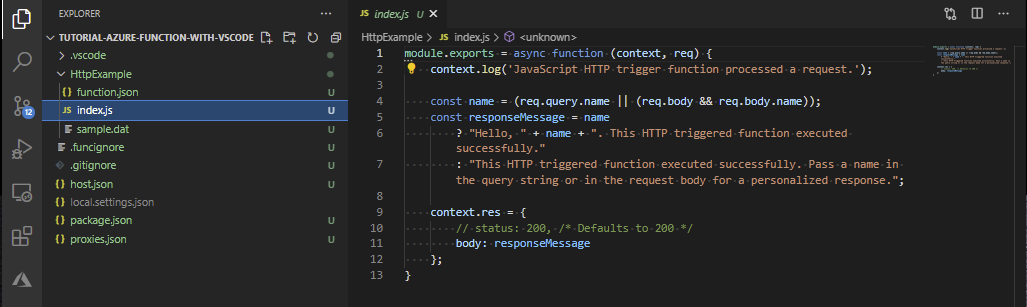 EXPLORER
TUTORIAL-AZURE-FUNCTION-WITH-VSCODE
.vscode
HttpExample
{} function.json U
JS index.js U
sample.dat U
.funcignore U
.gitignore U
{} host.json U
{} local.settings.json
{} package.json U
{} proxies.json U
12
JS index.js U
HttpExample > JS index.js > <unknown>
1 module.exports = async function (context, req) {
2 context.log('JavaScript HTTP trigger function processed a request.');
3
4 const name = (req.query.name || (req.body && req.body.name));
5 const responseMessage = name
6 ? "Hello, " + name + ". This HTTP triggered function executed
successfully."
7 : "This HTTP triggered function executed successfully. Pass a name in
the query string or in the request body for a personalized response.";
8
9 context.res = {
10 // status: 200, /* Defaults to 200 */
11 body: responseMessage
12 };
13 }